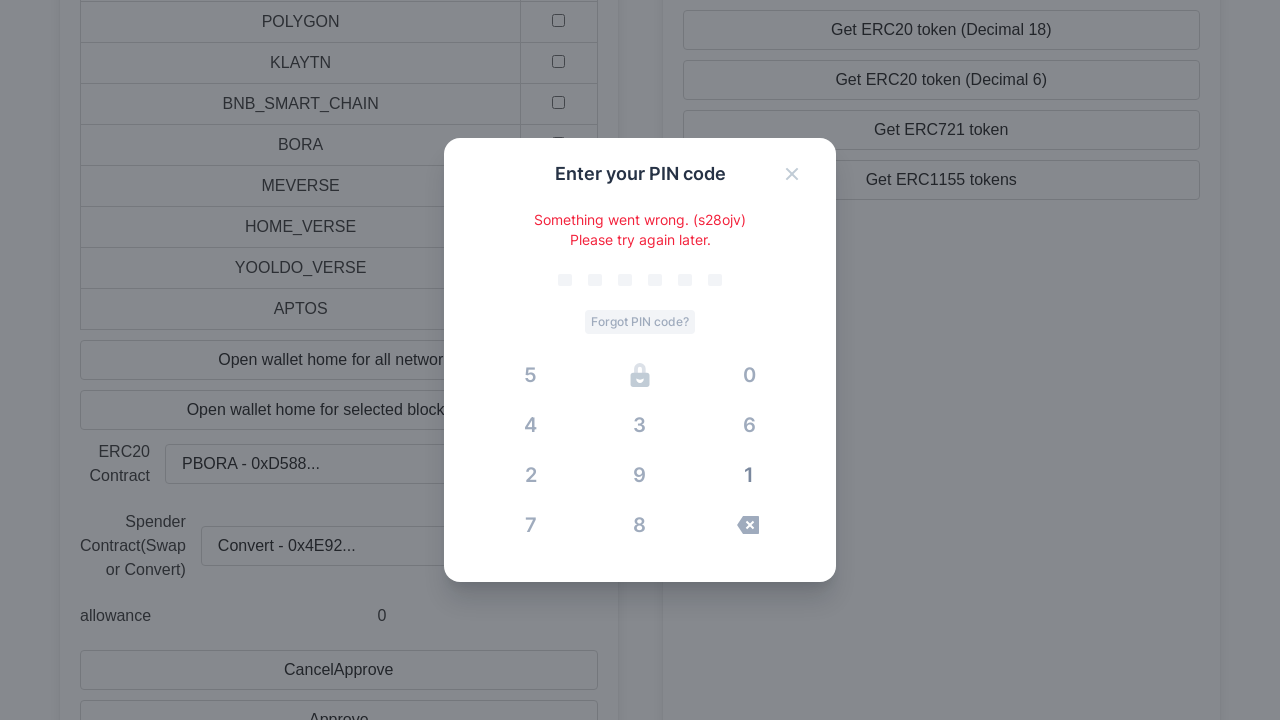 POLYGON
KLAYTN
BNB_SMART_CHAIN
BORA
MEVERSE
HOME_VERSE
YOOLDO_VERSE
APTOS
Open wallet home for all networ
Open wallet home for selected block
ERC20
Contract
PBORA - 0xD588...
Spender
Contract(Swap
or Convert)
Convert - 0x4E92...
allowance
0
CancelApprove
Approve
Get ERC20 token (Decimal 18)
Get ERC20 token (Decimal 6)
Get ERC721 token
Get ERC1155 tokens
Enter your PIN code
Something went wrong. (s28ojv)
Please try again later.
Forgot PIN code?
5 0
4 3 6
2 9 1
7 8